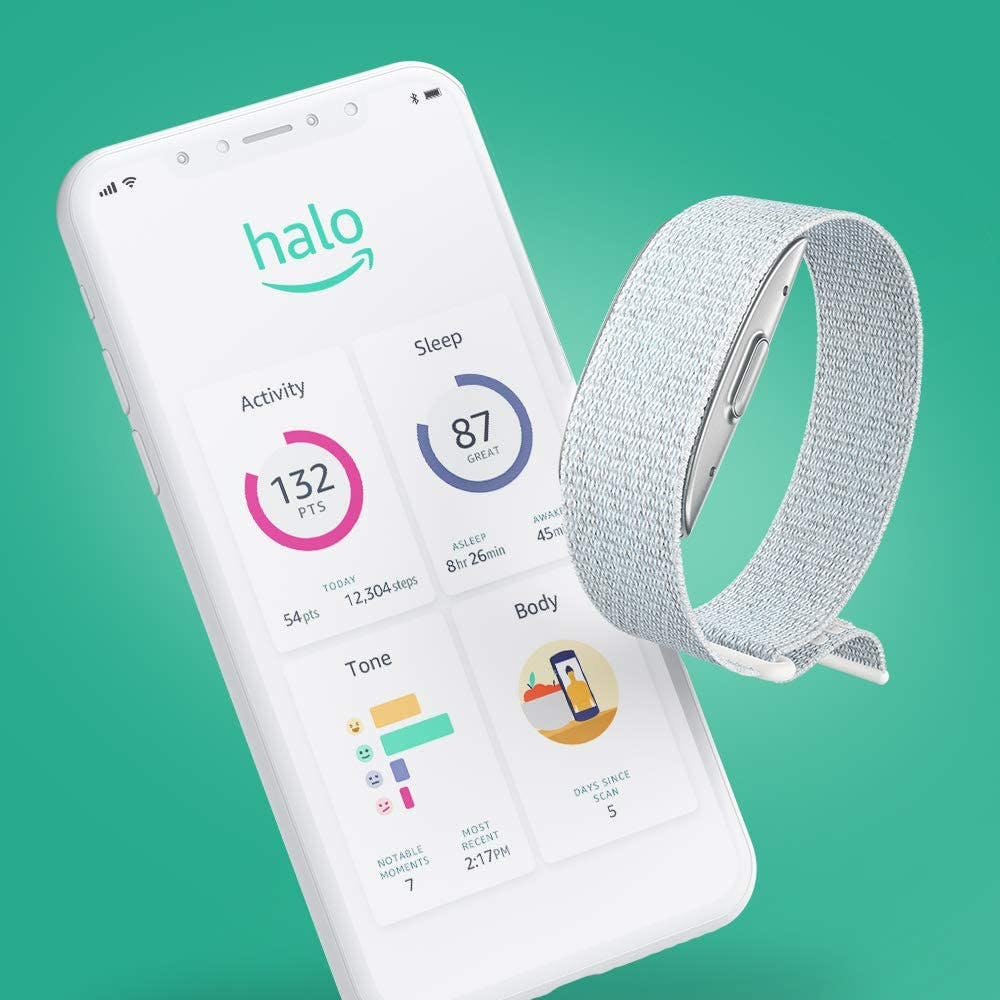 halo
Activity
132
PTS
TODAY
54pts 12,304 steps
Sleep
87
GREAT
ASLEEP
8hr 26min
45m
Tone
NOTABLE
MOMENTS
7
MOST
RECENT
2:17PM
Body
DAYS SINCE
SCAN
5